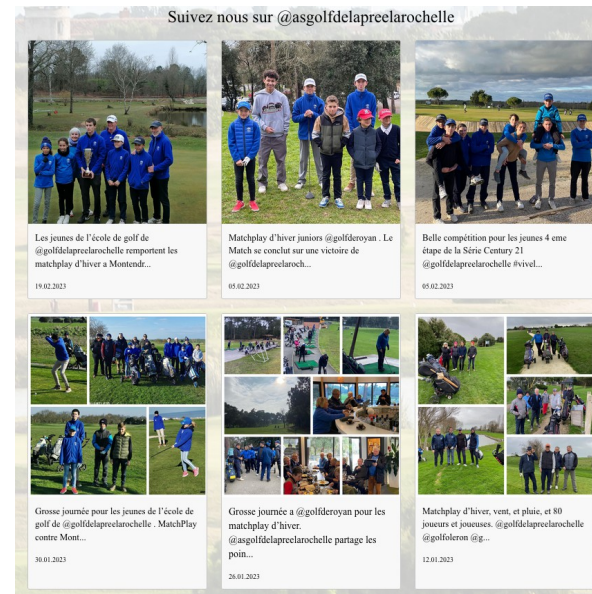 Suivez nous sur @asgolfdelapreelarochelle
Les jeunes de l’école de golf de
@golfdelapreelarochelle remportent les
matchplay d’hiver a Montendr...
19.02.2023
Matchplay d’hiver juniors @golfderoyan . Le
Match se conclut sur une victoire de
@golfdelapreelaroch...
05.02.2023
Belle compétition pour les jeunes 4 eme
étape de la Série Century 21
@golfdelapreelarochelle #vivel...
05.02.2023
Grosse journée pour les jeunes de l’école de
golf de @golfdelapreelarochelle . MatchPlay
contre Mont...
30.01.2023
Grosse journée a @golfderoyan pour les
matchplay d’hiver.
@asgolfdelapreelarochelle partage les
poin...
26.01.2023
Matchplay d’hiver, vent, et pluie, et 80
joueurs et joueuses. @golfdelapreelarochelle
@golfoleron @g...
12.01.2023